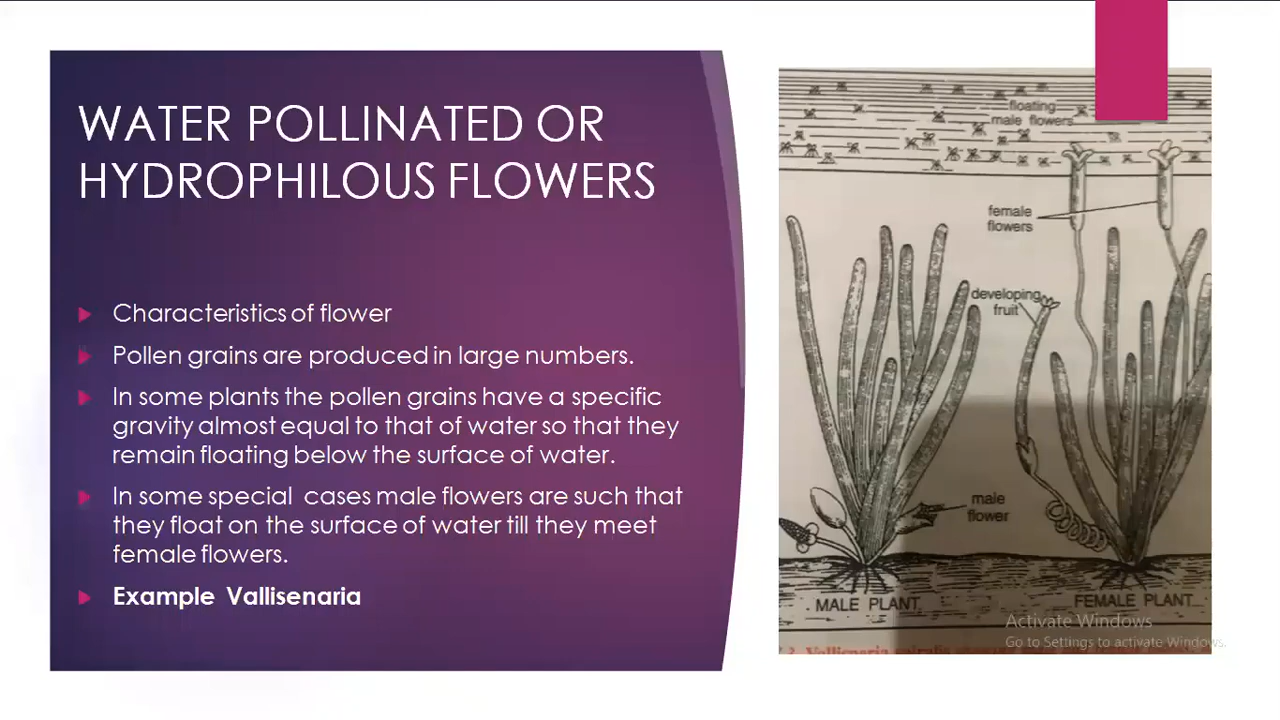 WATER POLLINATED OR
HYDROPHILOUS FLOWERS
Characteristics of flower
Pollen grains are produced in large numbers.
In some plants the pollen grains have a specific
gravity almost equal to that of water so that they
remain floating below the surface of water.
In some special cases male flowers are such that
they float on the surface of water till they meet
female flowers.
Example Vallisenaria
floating
male flowers
female
flowers
developing
fruit
male
flower
MALE PLANT
FEMALE PLANT
Activate Windows
Go to Settings to activate Windows.